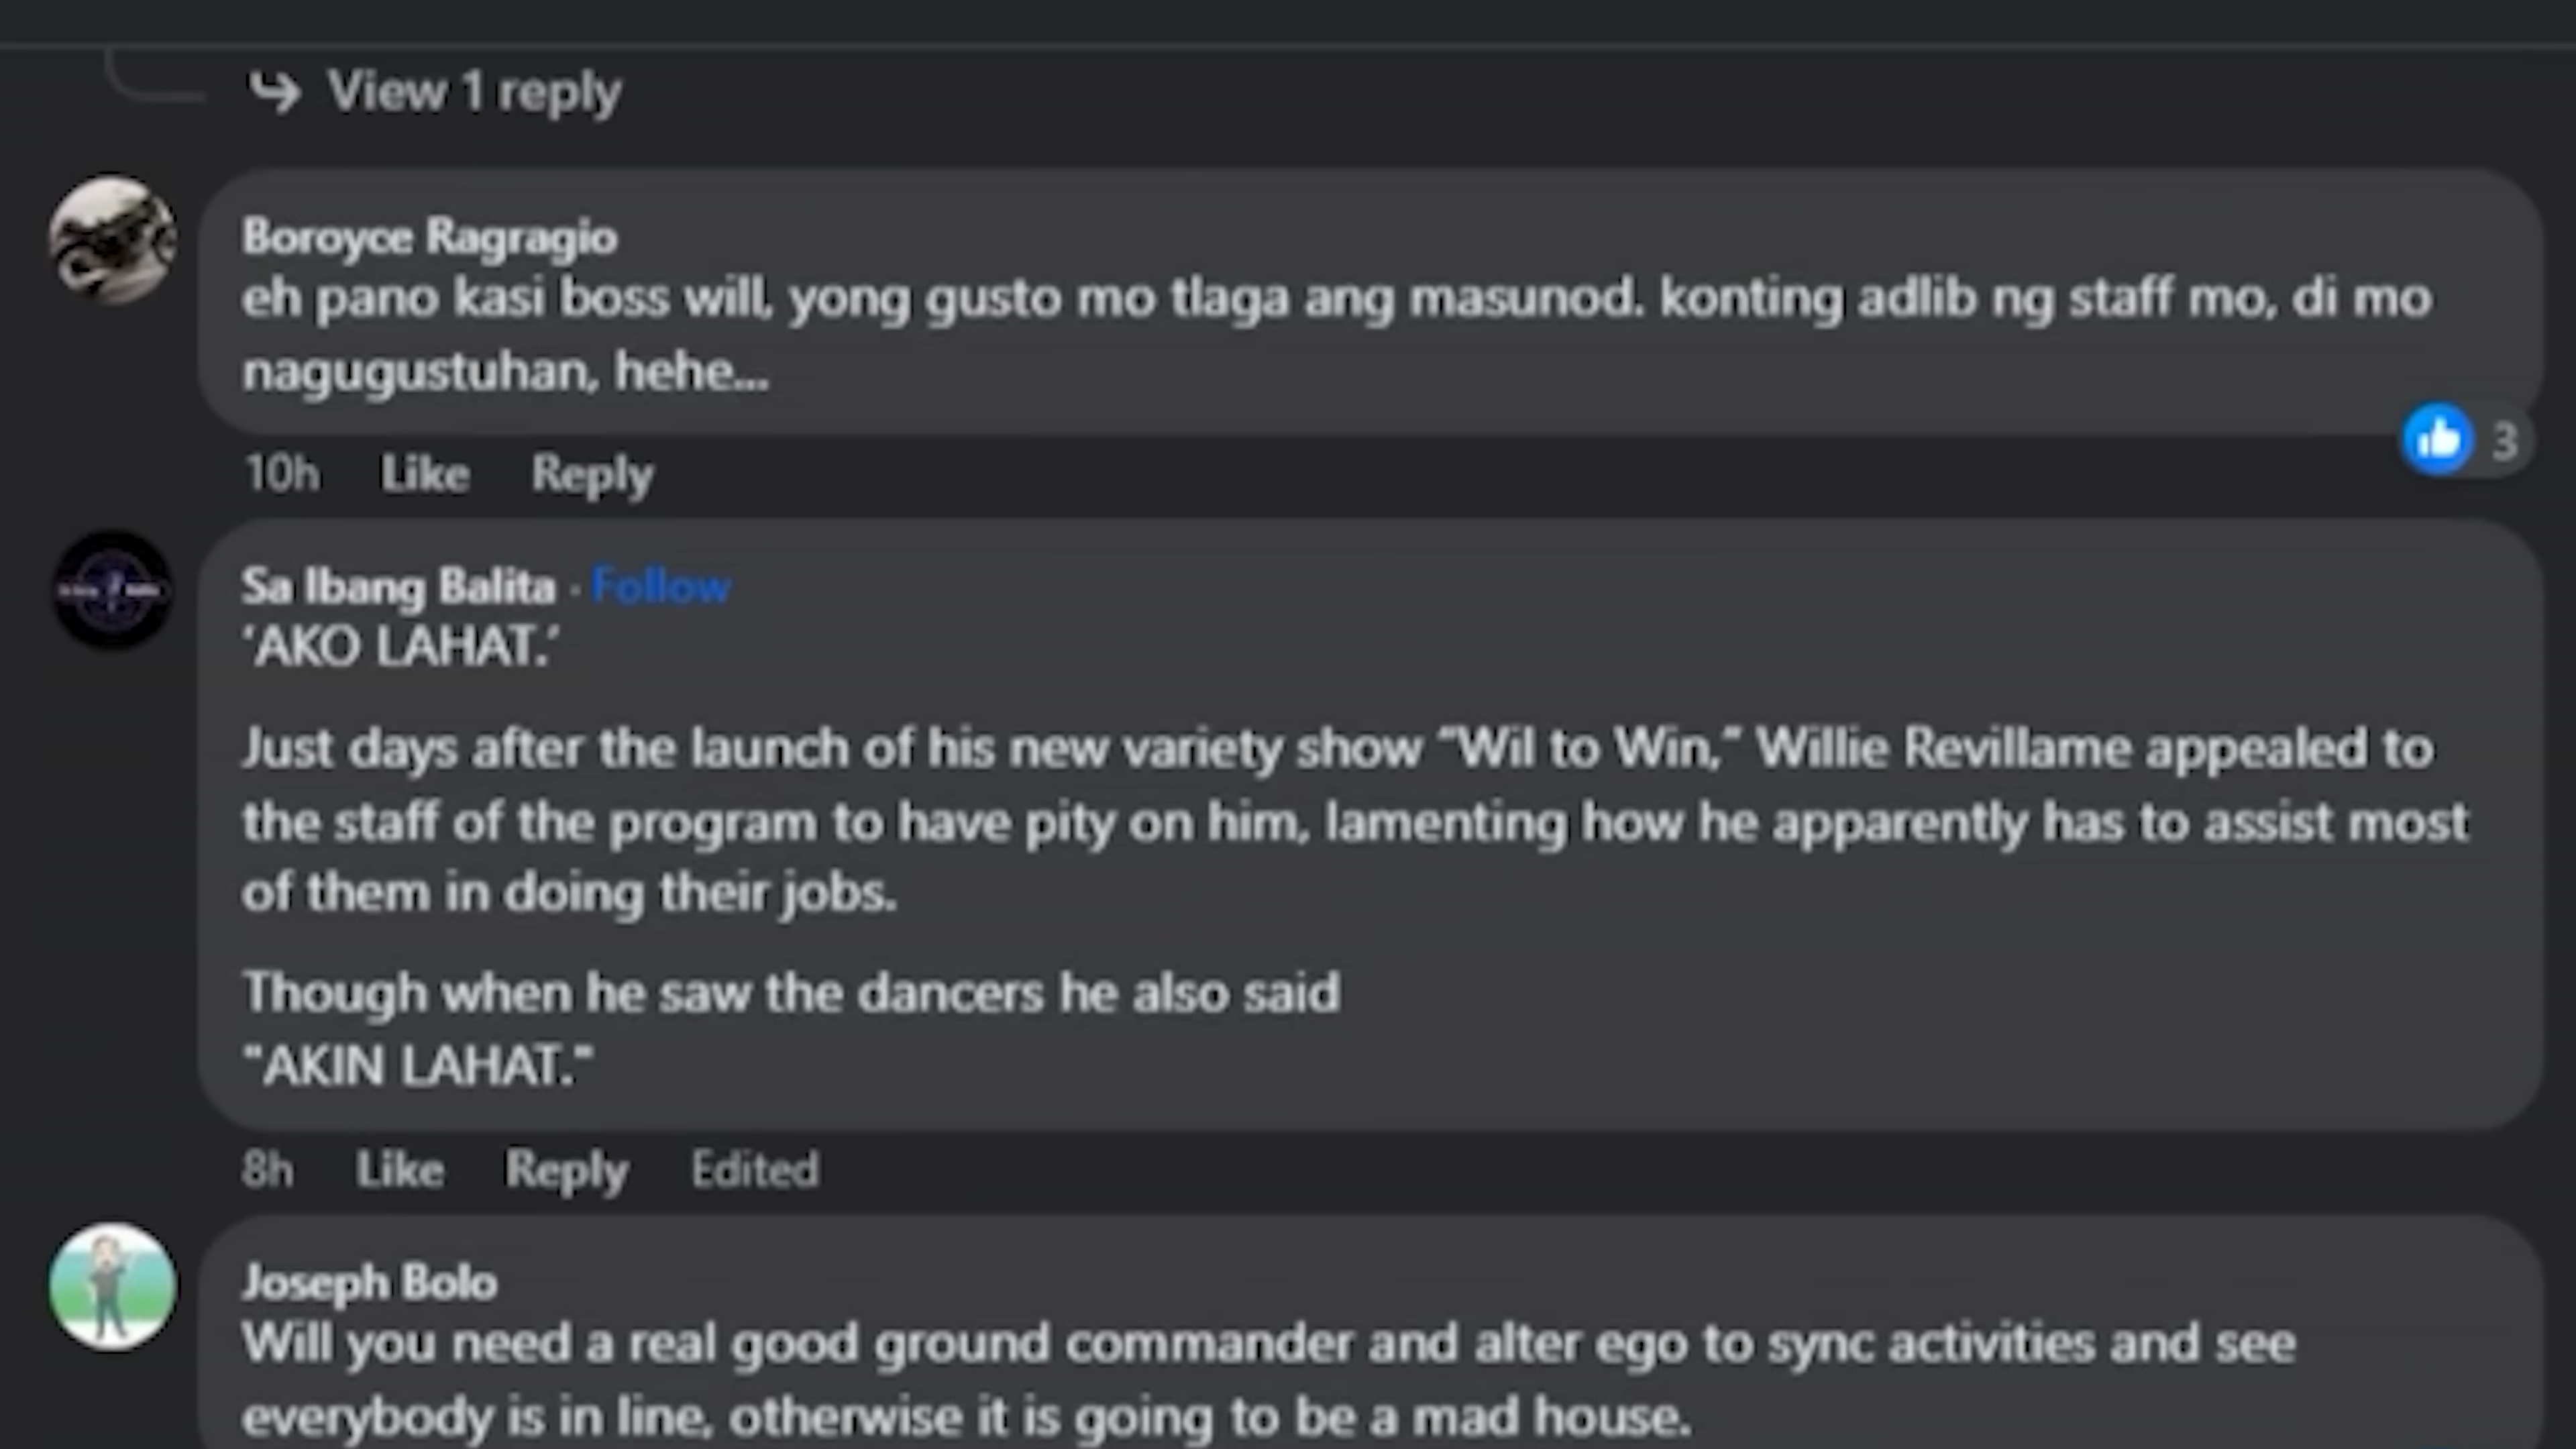 View 1 reply
Boroyce Ragragio
eh pano kasi boss will, yong gusto mo tlaga ang masunod. konting adlib ng staff mo, di mo
nagugustuhan, hehe...
10h Like Reply 3
Sa Ibang Balita · Follow
‘AKO LAHAT.’
Just days after the launch of his new variety show “Wil to Win,” Willie Revillame appealed to
the staff of the program to have pity on him, lamenting how he apparently has to assist most
of them in doing their jobs.
Though when he saw the dancers he also said
"AKIN LAHAT."
8h Like Reply Edited
Joseph Bolo
Will you need a real good ground commander and alter ego to sync activities and see
everybody is in line, otherwise it is going to be a mad house.